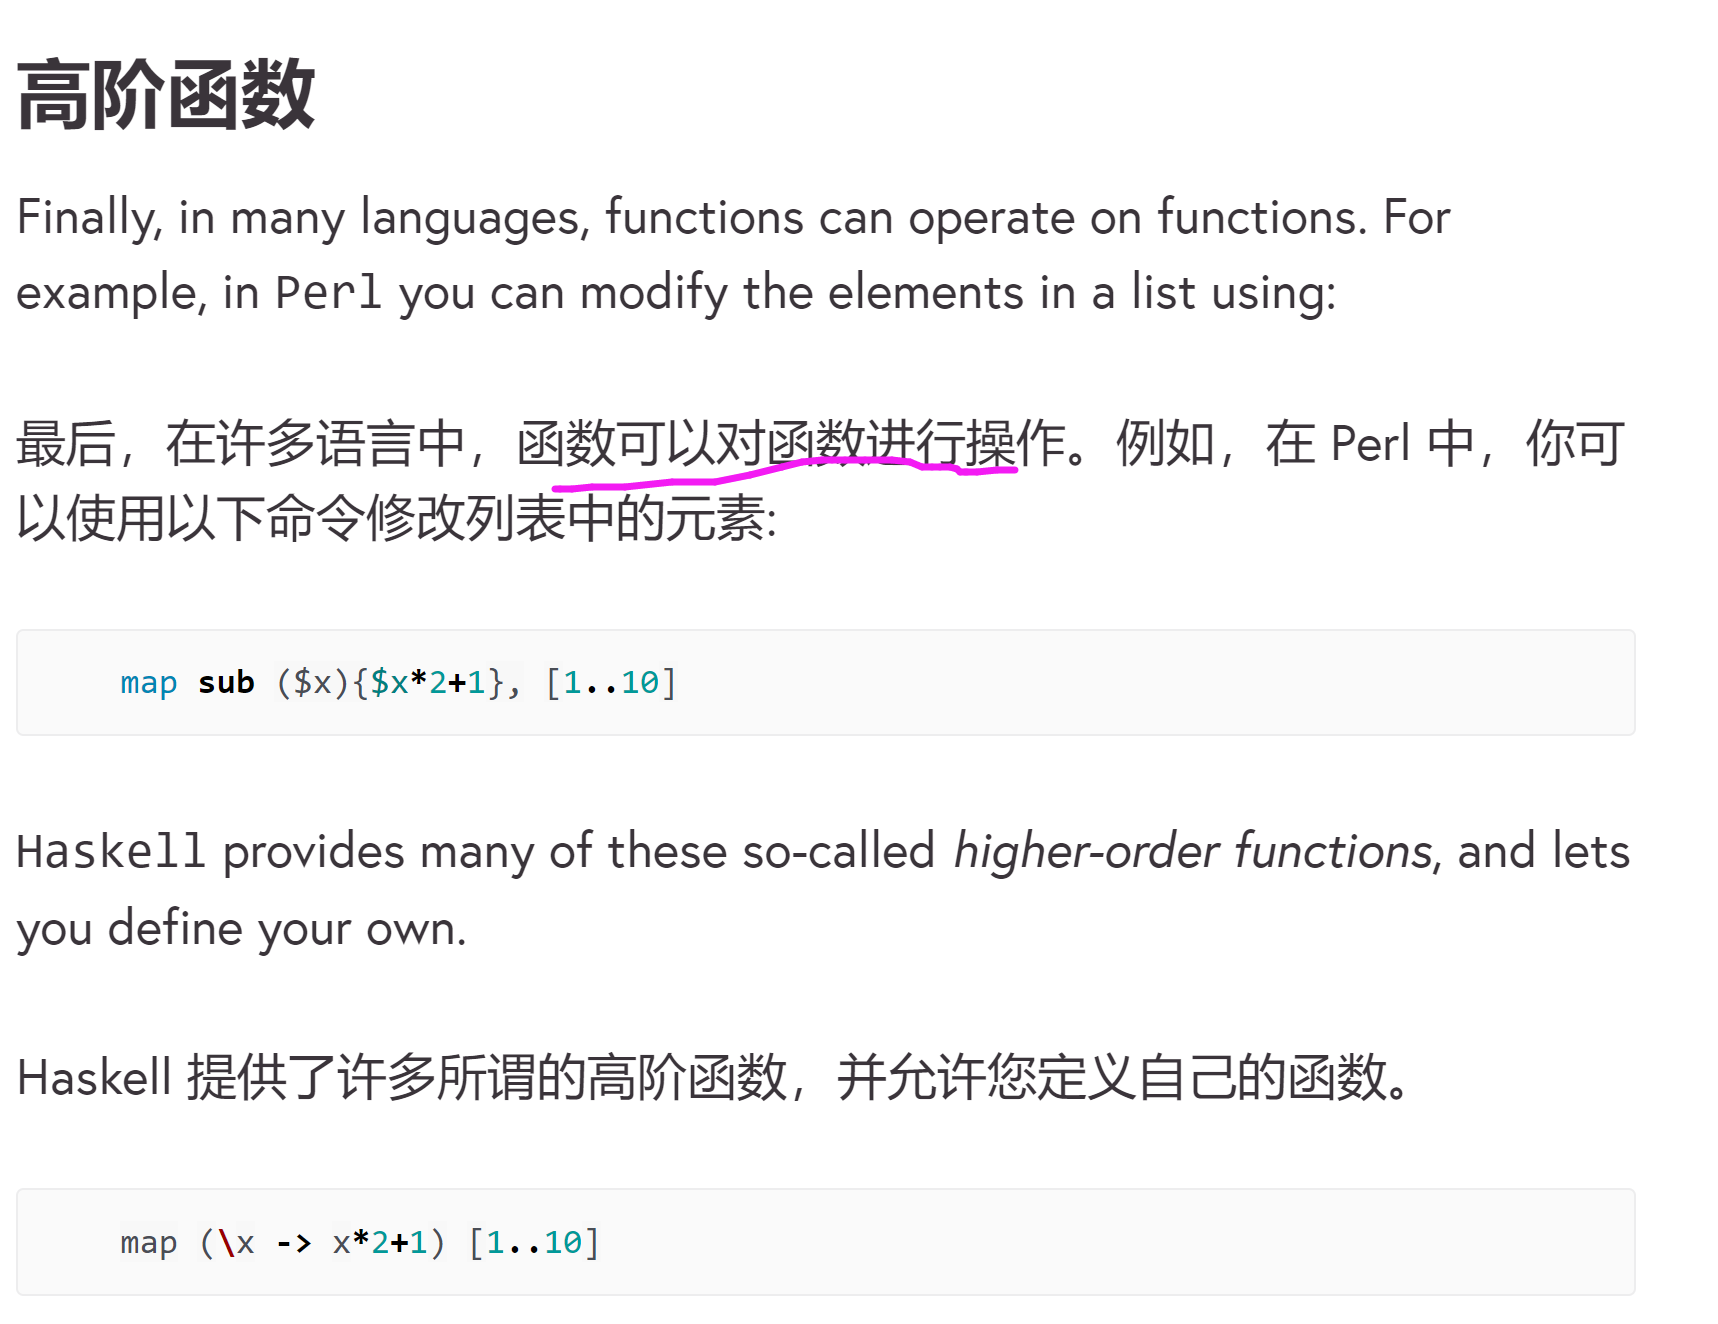 高阶函数
Finally, in many languages, functions can operate on functions. For
example, in Perl you can modify the elements in a list using:
最后，在许多语言中，函数可以对函数进行操作。例如，在 Perl 中，你可
以使用以下命令修改列表中的元素:
map sub ($x){$x*2+1}, [1..10]
Haskell provides many of these so-called higher-order functions, and lets
you define your own.
Haskell 提供了许多所谓的高阶函数，并允许您定义自己的函数。
map (\x -> x*2+1) [1..10]